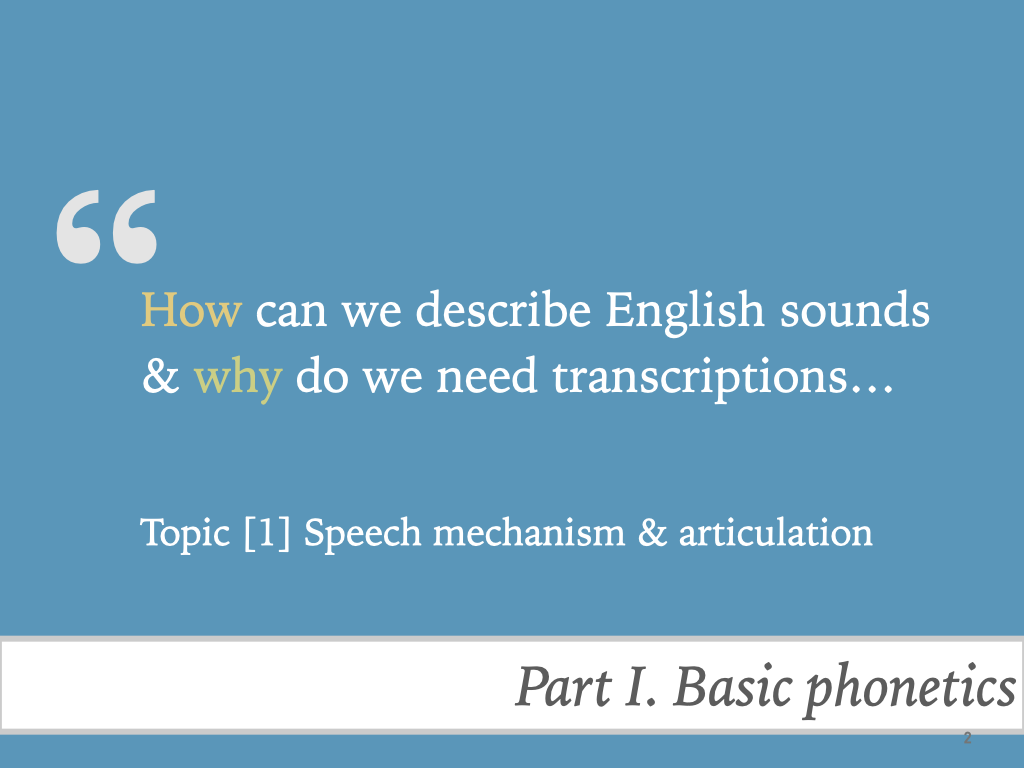 “
How can we describe English sounds
& why do we need transcriptions…
Topic [1] Speech mechanism & articulation
Part I. Basic phonetics
2